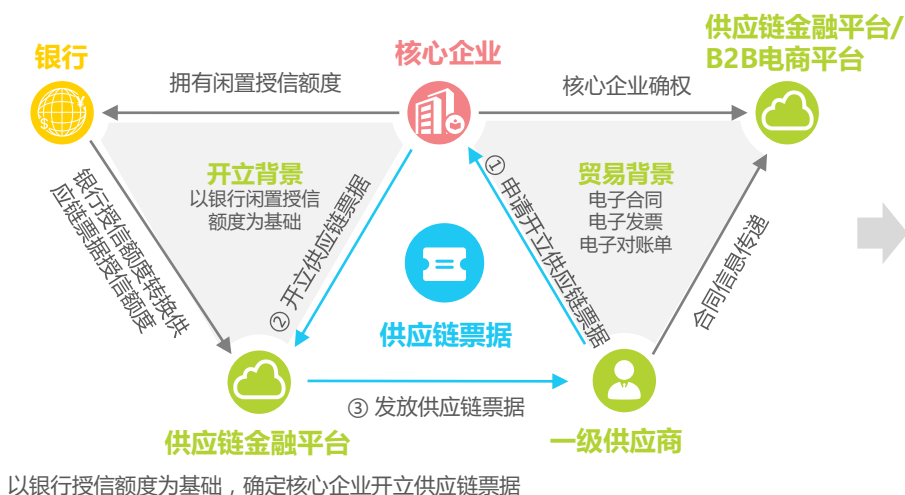 银行
核心企业
供应链金融平台/
B2B电商平台
拥有闲置授信额度
核心企业确权
开立背景
以银行闲置授信
额度为基础
贸易背景
电子合同
电子发票
电子对账单
银行授信额度转换供
应链票据授信额度
② 开立供应链票据
① 申请开立供应链票据
合同信息传递
供应链票据
③ 发放供应链票据
供应链金融平台
一级供应商
以银行授信额度为基础，确定核心企业开立供应链票据